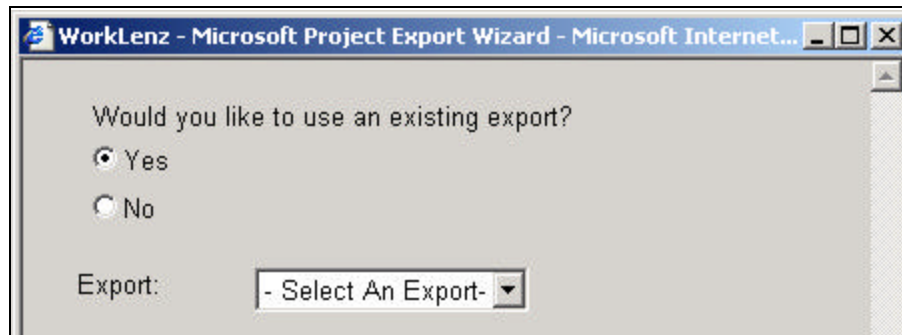 WorkLenz - Microsoft Project Export Wizard - Microsoft Internet...
Would you like to use an existing export?
Yes
No
Export: - Select An Export-